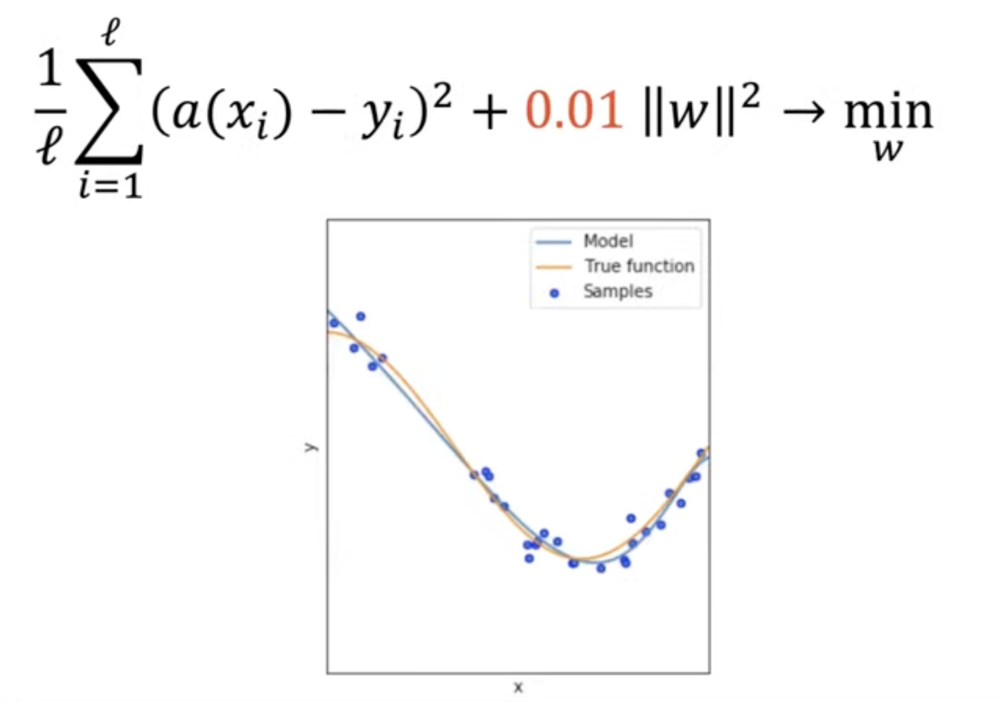 1/ℓ ∑_{i=1}^{ℓ} (a(x_i) − y_i)² + 0.01 ‖w‖² → min_w
Model
True function
Samples
y
x